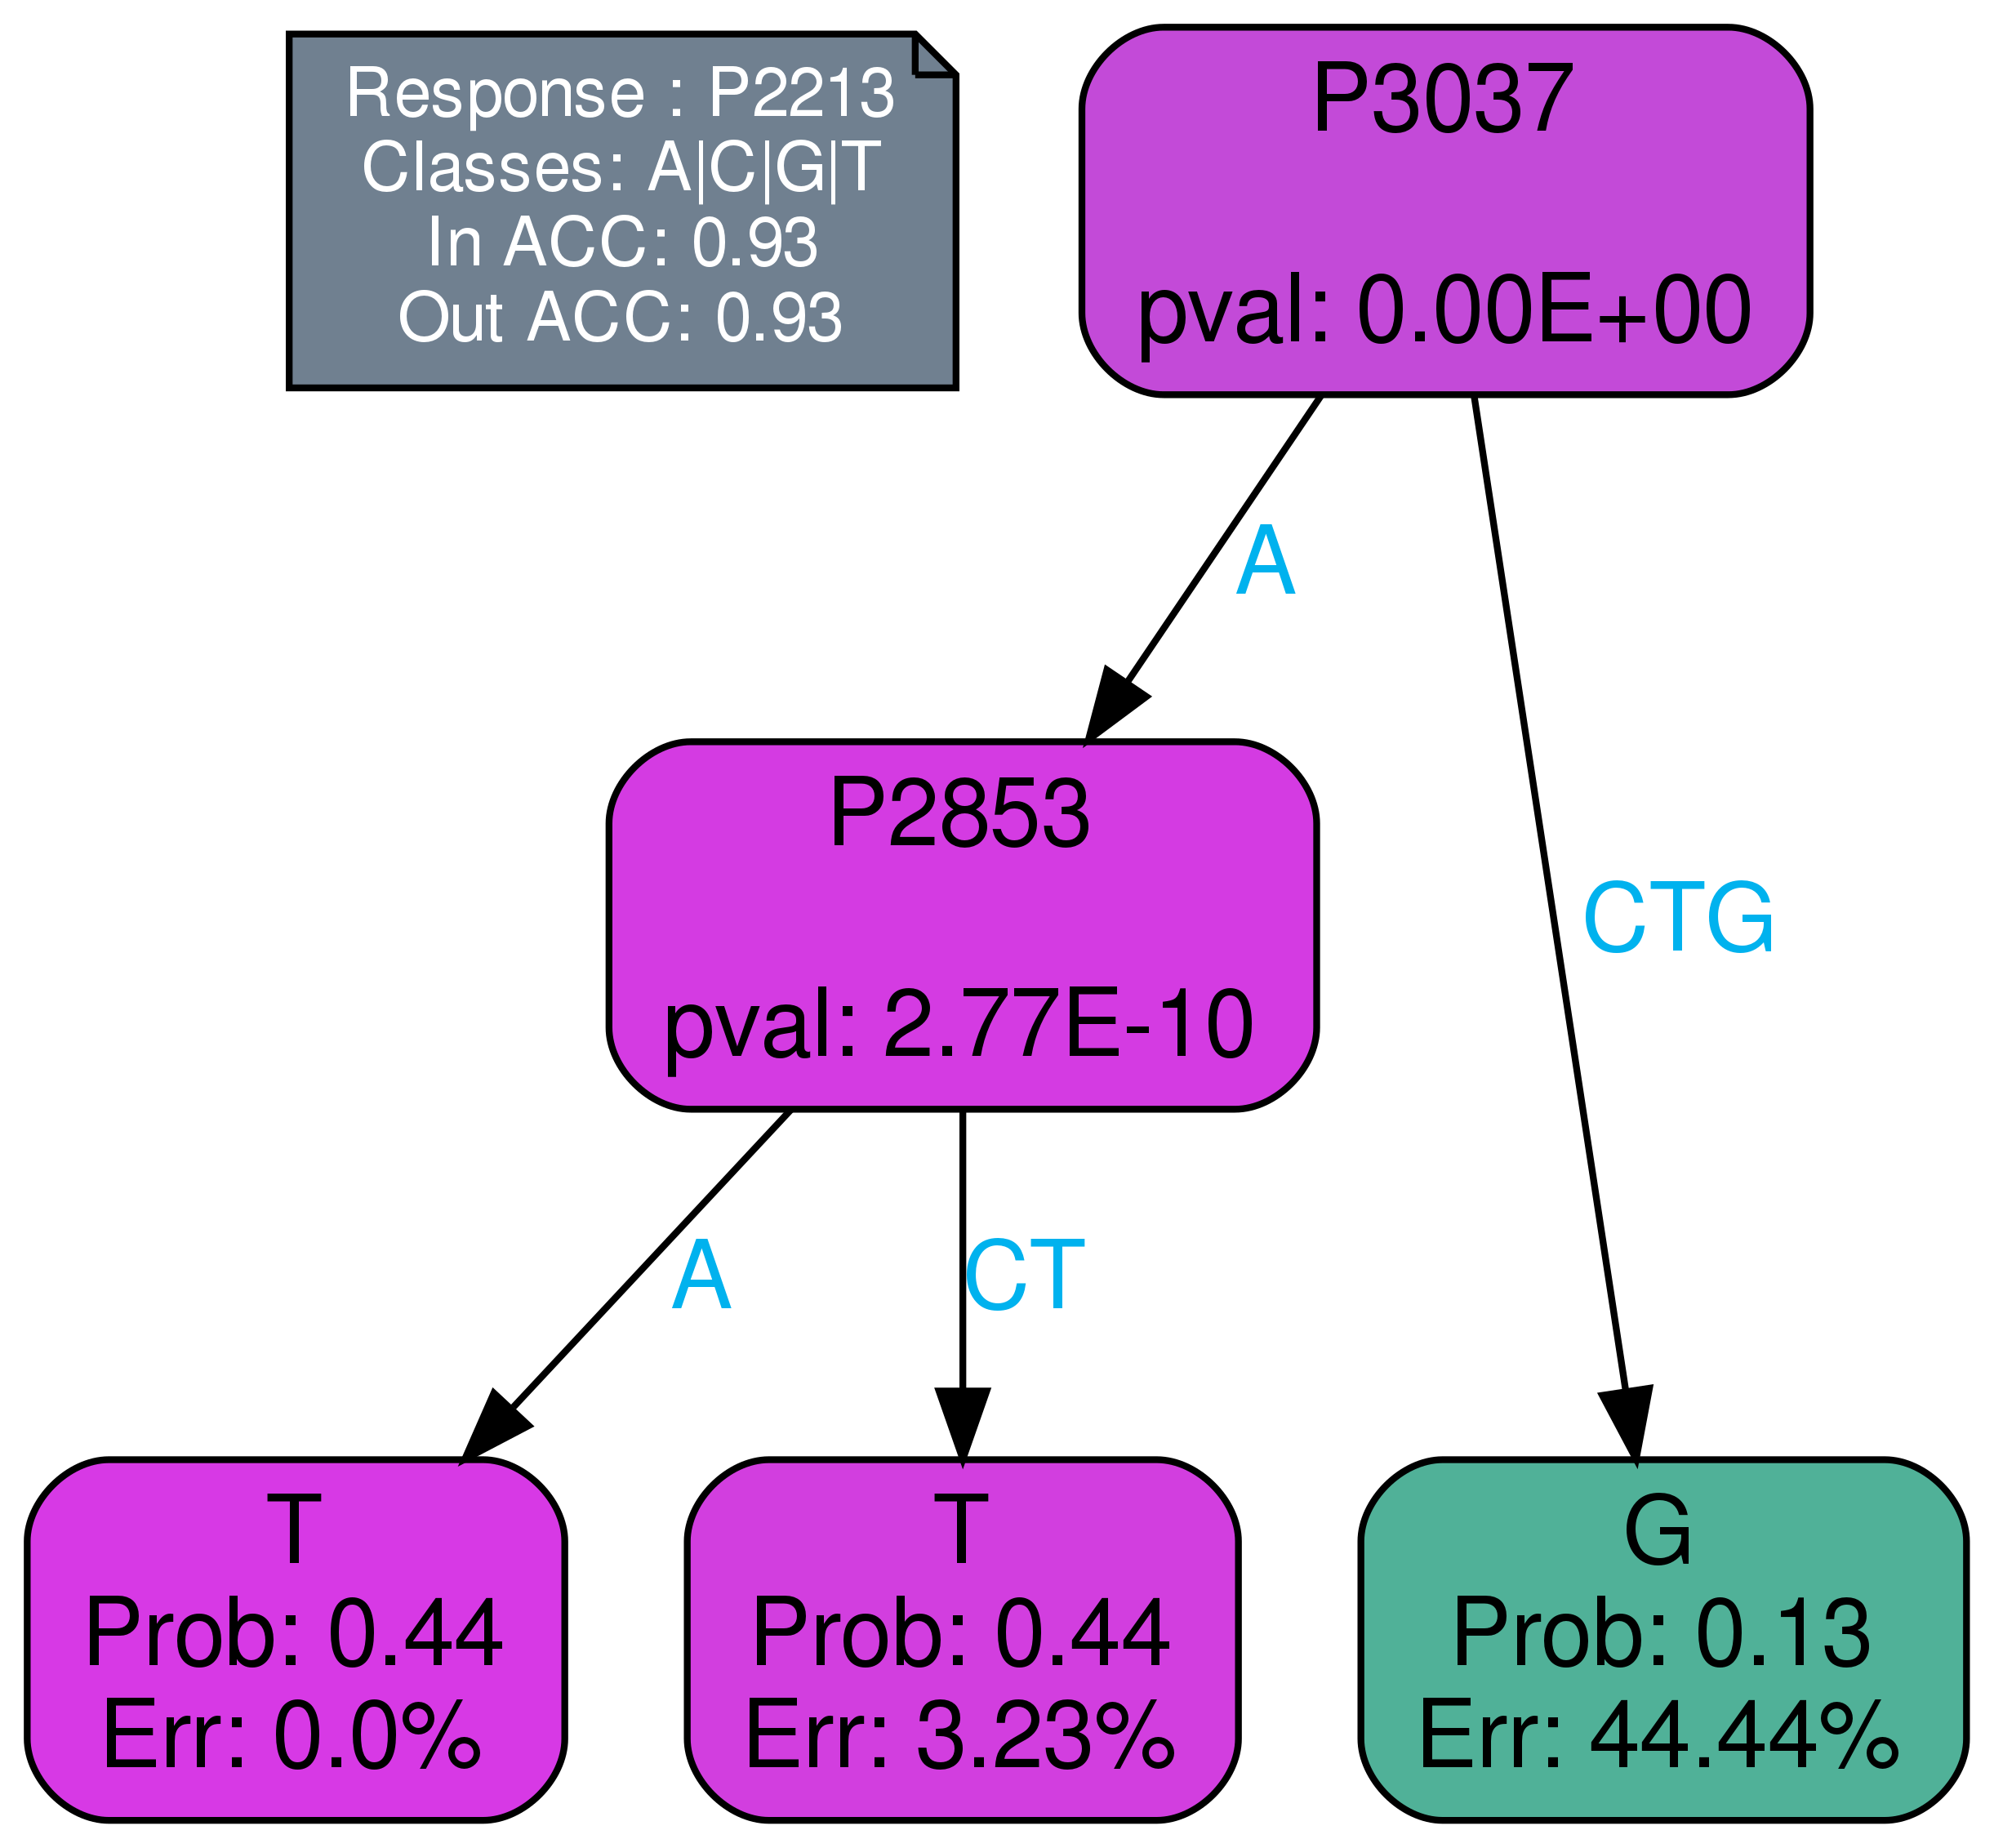 Response : P2213
Classes: A|C|G|T
In ACC: 0.93
Out ACC: 0.93
P3037
pval: 0.00E+00
A
CTG
P2853
pval: 2.77E-10
A
CT
T
Prob: 0.44
Err: 0.0%
T
Prob: 0.44
Err: 3.23%
G
Prob: 0.13
Err: 44.44%